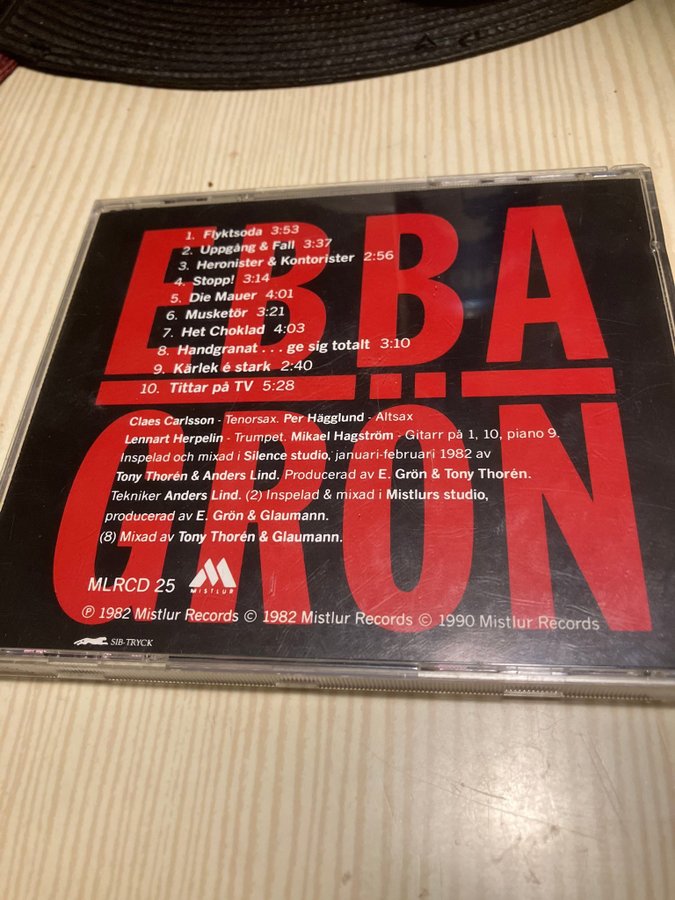 EBBA
GRÖN
1. Flyktsoda 3:53
2. Uppgång & Fall 3:37
3. Heronister & Kontorister 2:56
4. Stopp! 3:14
5. Die Mauer 4:01
6. Musketör 3:21
7. Het Choklad 4:03
8. Handgranat . . . ge sig totalt 3:10
9. Kärlek é stark 2:40
10. Tittar på TV 5:28
Claes Carlsson - Tenorsax. Per Hägglund - Altsax
Lennart Herpelin - Trumpet. Mikael Hagström - Gitarr på 1, 10, piano 9.
Inspelad och mixad i Silence studio, januari-februari 1982 av
Tony Thorén & Anders Lind. Producerad av E. Grön & Tony Thorén.
Tekniker Anders Lind. (2) Inspelad & mixad i Mistlurs studio,
producerad av E. Grön & Glaumann.
(8) Mixad av Tony Thorén & Glaumann.
MLRCD 25 MISTLUR
℗ 1982 Mistlur Records © 1982 Mistlur Records © 1990 Mistlur Records
SIB-TRYCK